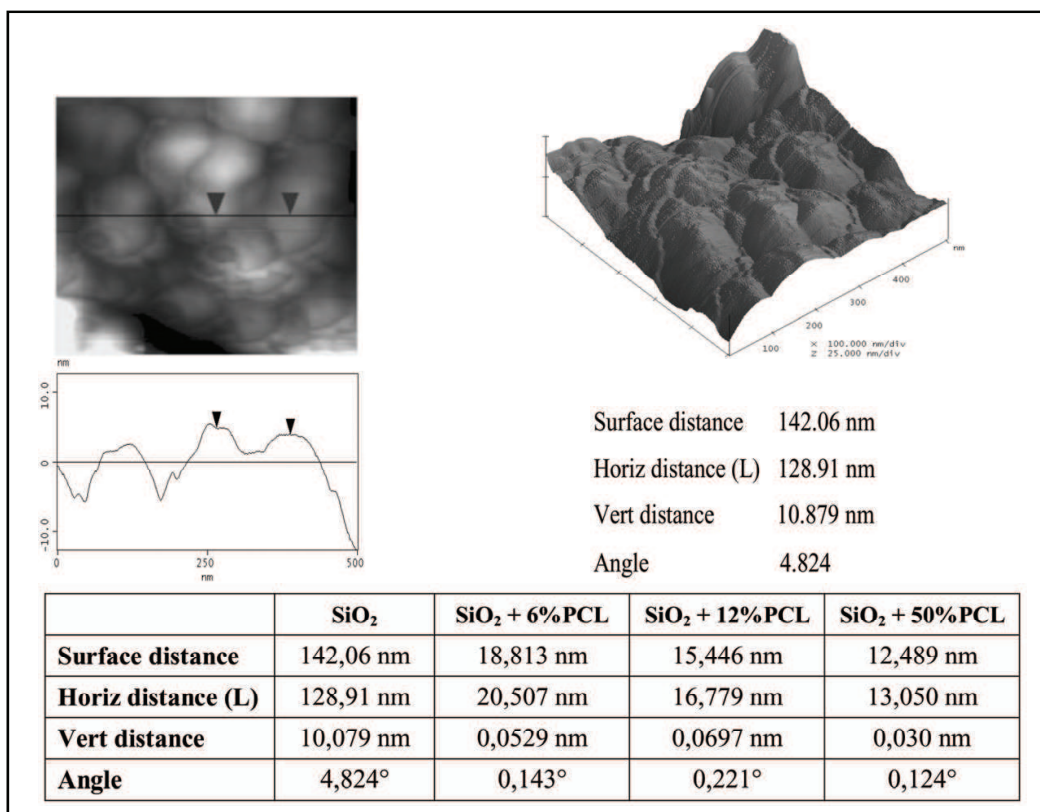 nm
10.0
0
-10.0
0
250
500
nm
100
200
300
400
nm
X 100.000 nm/div
Z 25.000 nm/div
Surface distance 142.06 nm
Horiz distance (L) 128.91 nm
Vert distance 10.879 nm
Angle 4.824
SiO₂ SiO₂ + 6%PCL SiO₂ + 12%PCL SiO₂ + 50%PCL
Surface distance 142,06 nm 18,813 nm 15,446 nm 12,489 nm
Horiz distance (L) 128,91 nm 20,507 nm 16,779 nm 13,050 nm
Vert distance 10,079 nm 0,0529 nm 0,0697 nm 0,030 nm
Angle 4,824° 0,143° 0,221° 0,124°